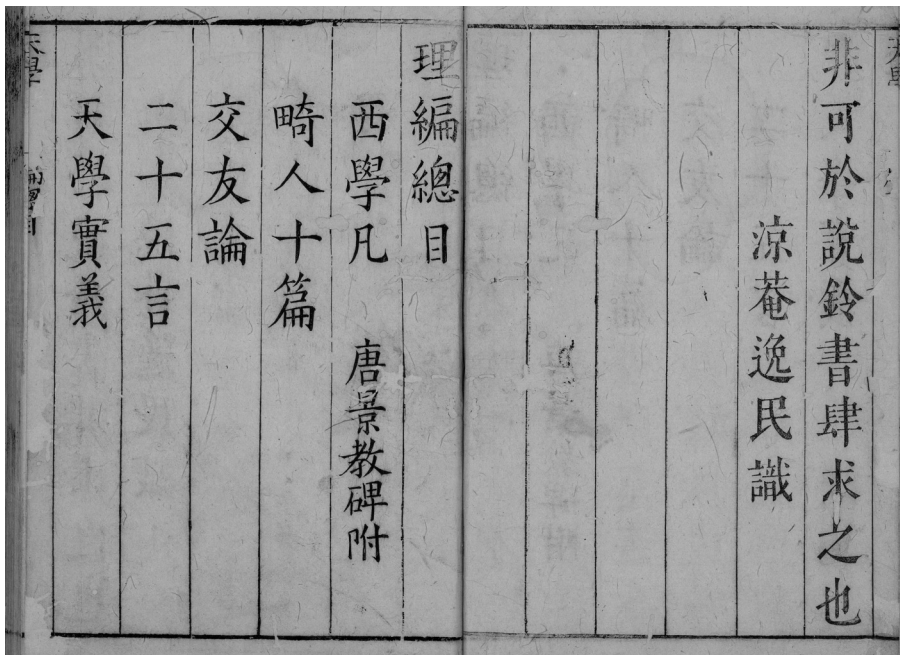 非可於說鈴書肆求之也
涼菴逸民識
理編總目
西學凡 唐景教碑附
畸人十篇
交友論
二十五言
天學實義